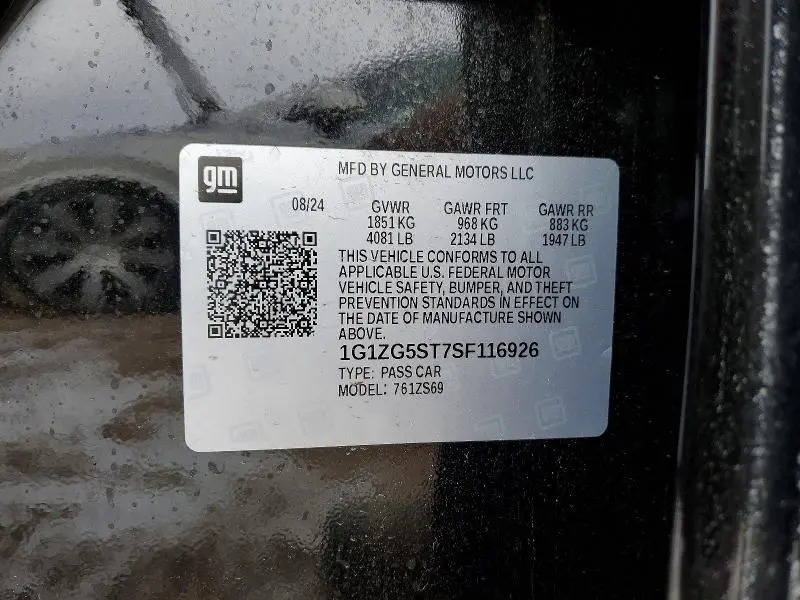 gm
MFD BY GENERAL MOTORS LLC
08/24 GVWR GAWR FRT GAWR RR
1851 KG 968 KG 883 KG
4081 LB 2134 LB 1947 LB
THIS VEHICLE CONFORMS TO ALL
APPLICABLE U.S. FEDERAL MOTOR
VEHICLE SAFETY, BUMPER, AND THEFT
PREVENTION STANDARDS IN EFFECT ON
THE DATE OF MANUFACTURE SHOWN
ABOVE.
1G1ZG5ST7SF116926
TYPE: PASS CAR
MODEL: 761ZS69